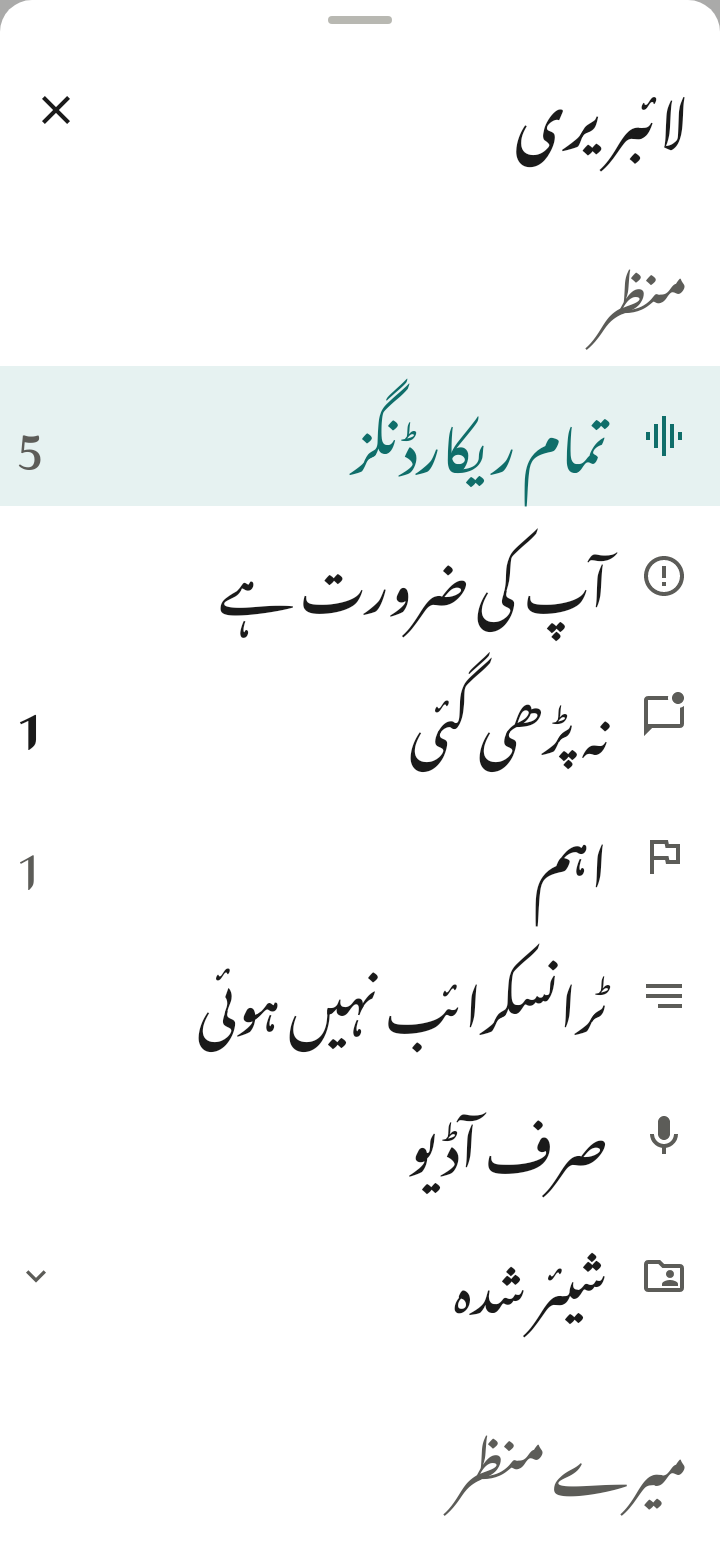 لائبریری
منظر
تمام ریکارڈنگز 5
آپ کی ضرورت ہے
نہ پڑھی گئی 1
اہم 1
ٹرانسکرائب نہیں ہوئی
صرف آڈیو
شیئر شدہ
میرے منظر